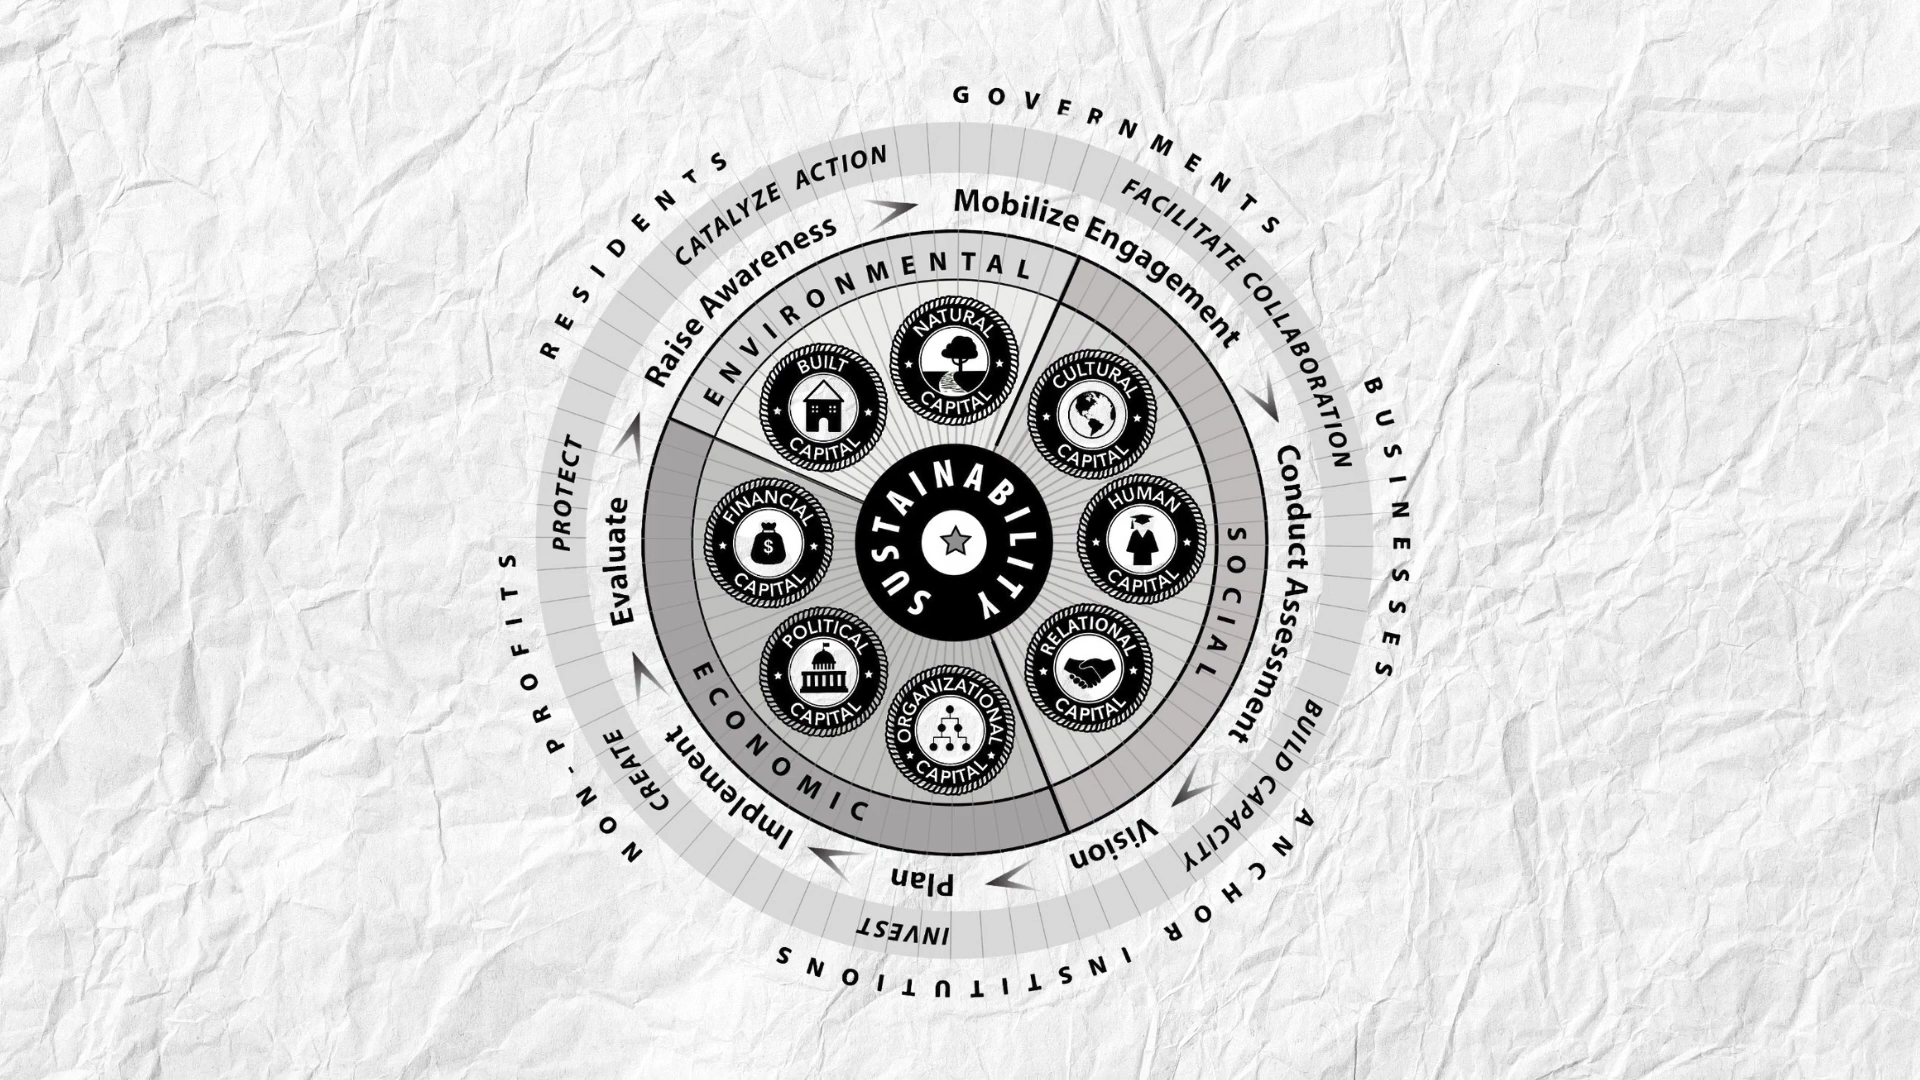 GOVERNMENTS
BUSINESSES
ANCHOR INSTITUTIONS
NON-PROFITS
RESIDENTS
CATALYZE ACTION
FACILITATE COLLABORATION
BUILD CAPACITY
INVEST
CREATE
PROTECT
Raise Awareness
Mobilize Engagement
Conduct Assessment
Vision
Plan
Implement
Evaluate
ENVIRONMENTAL
SOCIAL
ECONOMIC
BUILT CAPITAL
NATURAL CAPITAL
CULTURAL CAPITAL
HUMAN CAPITAL
RELATIONAL CAPITAL
ORGANIZATIONAL CAPITAL
POLITICAL CAPITAL
FINANCIAL CAPITAL
$
SUSTAINABILITY